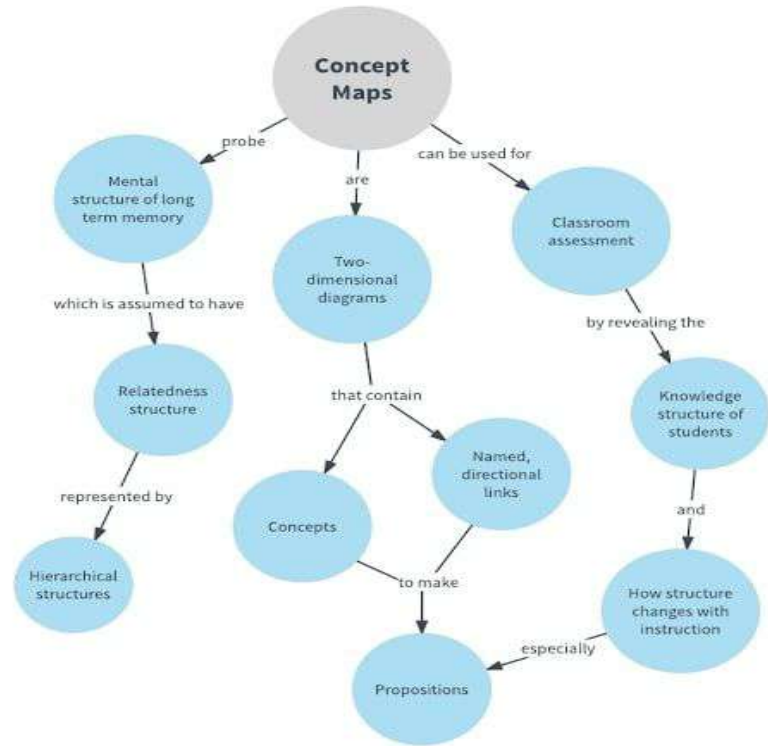 Concept
Maps
probe
are
can be used for
Mental
structure of long
term memory
Two-
dimensional
diagrams
Classroom
assessment
which is assumed to have
by revealing the
Relatedness
structure
that contain
Knowledge
structure of
students
represented by
Concepts
Named,
directional
links
and
Hierarchical
structures
to make
How structure
changes with
instruction
especially
Propositions